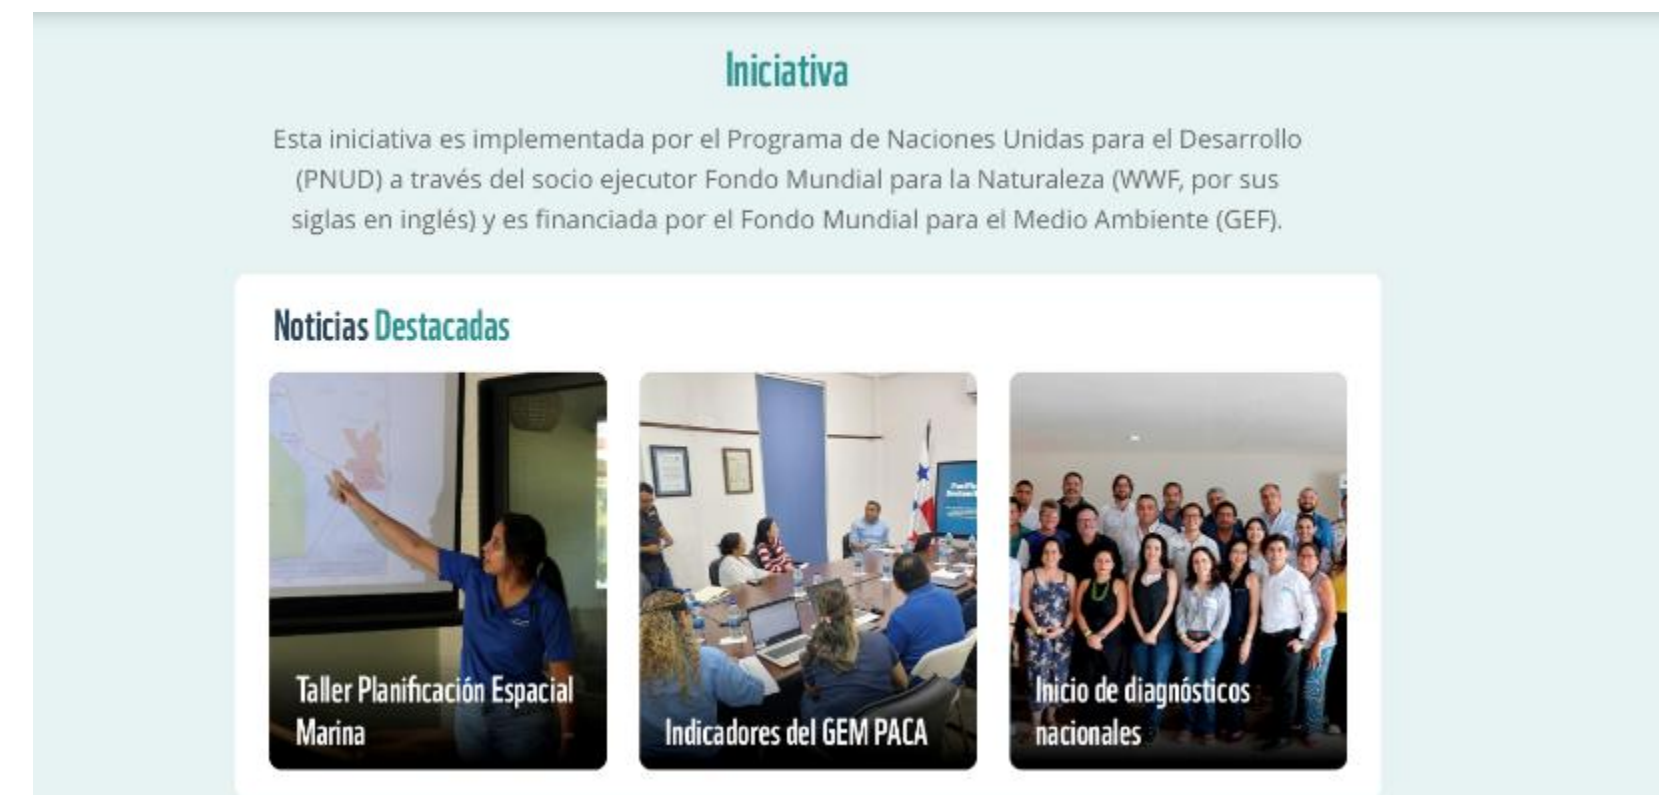 Iniciativa
Esta iniciativa es implementada por el Programa de Naciones Unidas para el Desarrollo
(PNUD) a través del socio ejecutor Fondo Mundial para la Naturaleza (WWF, por sus
siglas en inglés) y es financiada por el Fondo Mundial para el Medio Ambiente (GEF).
Noticias Destacadas
Taller Planificación Espacial
Marina
Indicadores del GEM PACA
Inicio de diagnósticos
nacionales